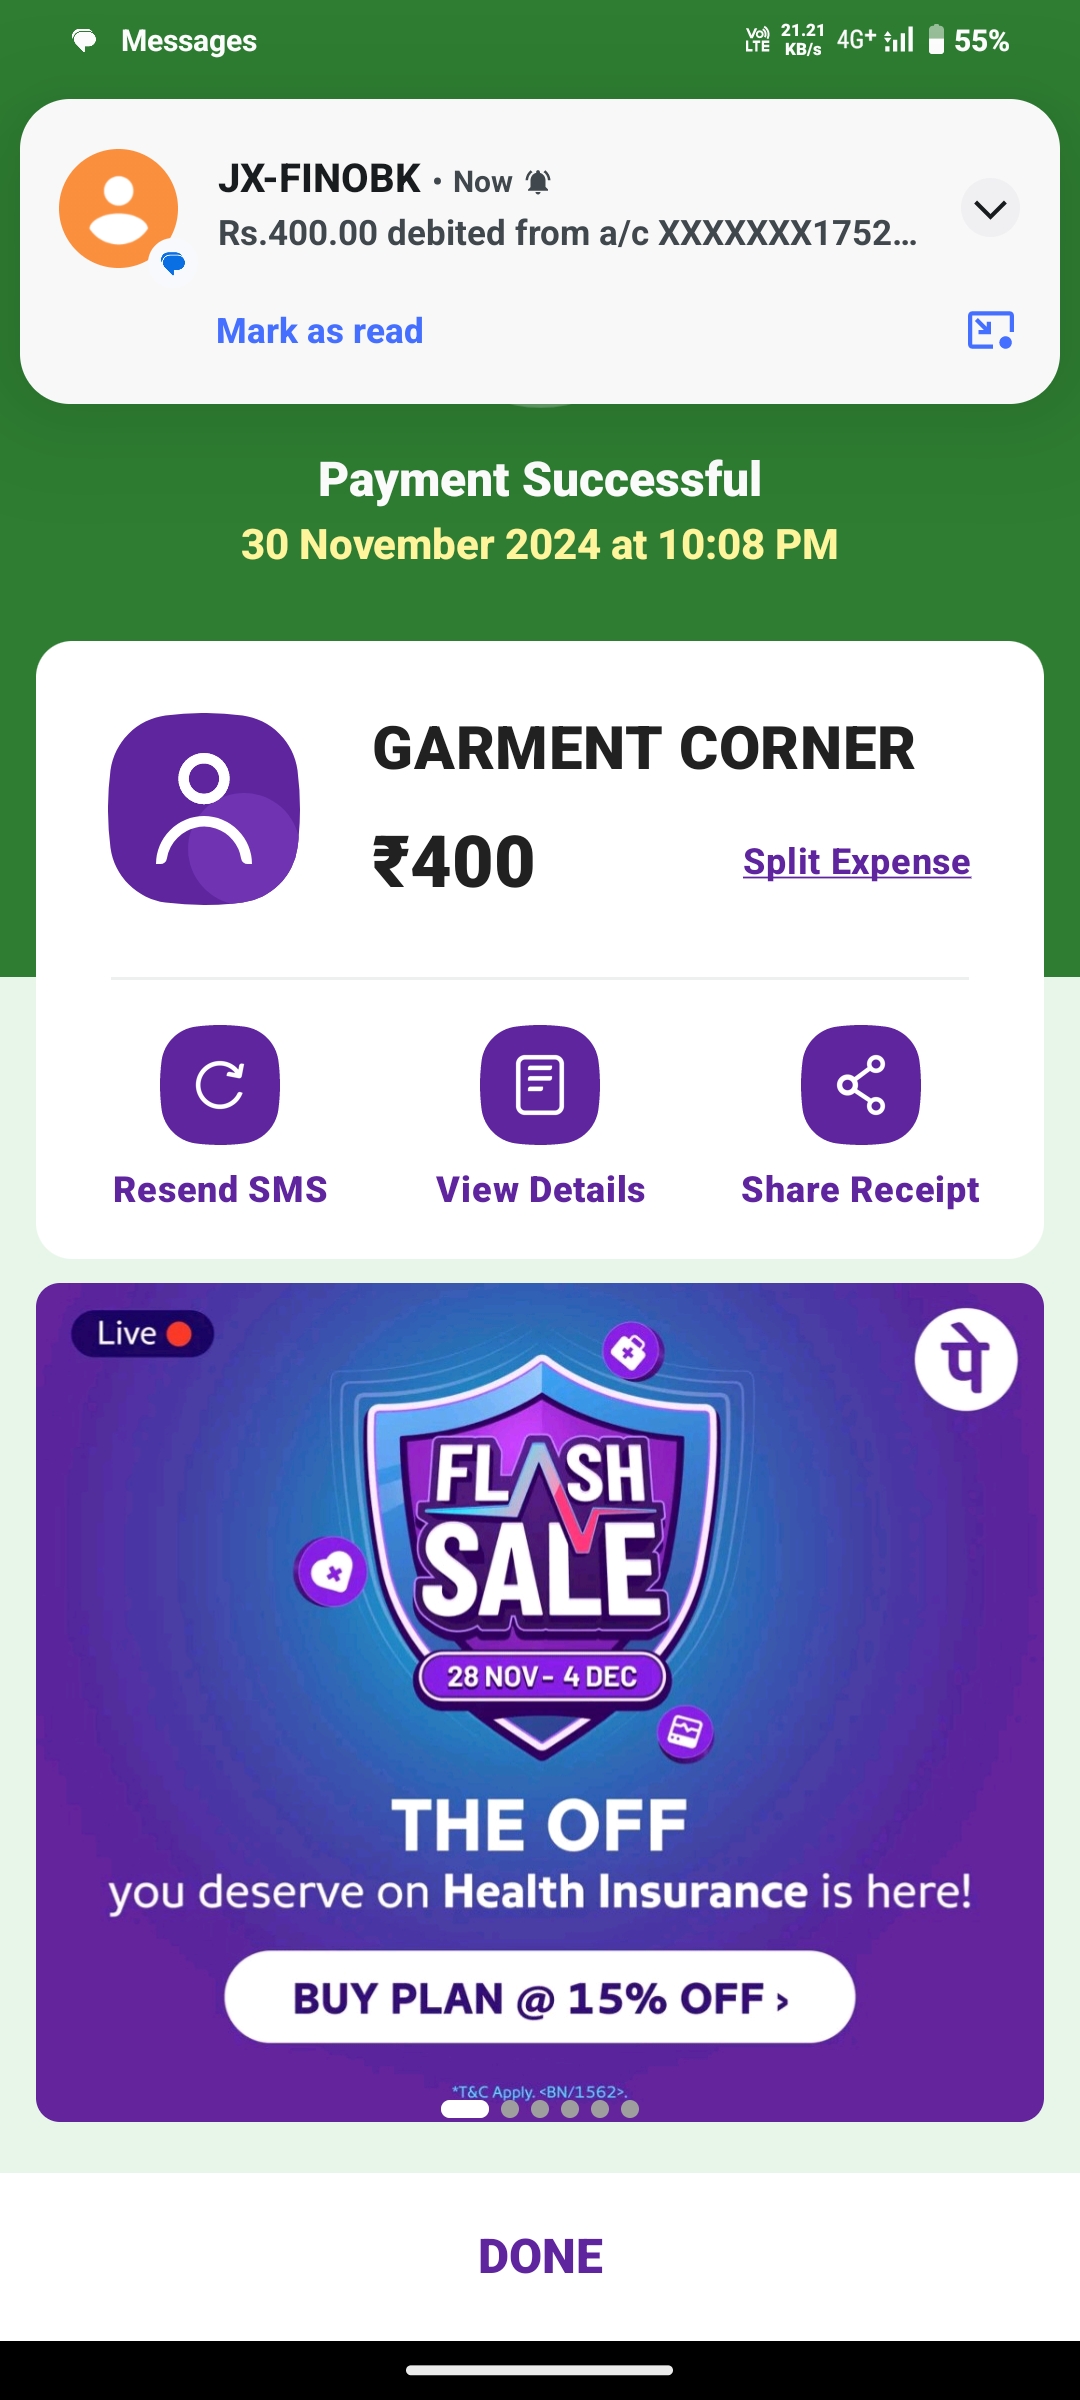 Messages
Vo)) LTE 21.21 KB/s 4G+ 55%
JX-FINOBK • Now
Rs.400.00 debited from a/c XXXXXXX1752...
Mark as read
Payment Successful
30 November 2024 at 10:08 PM
GARMENT CORNER
₹400
Split Expense
Resend SMS
View Details
Share Receipt
Live
पे
FLASH
SALE
28 NOV - 4 DEC
THE OFF
you deserve on Health Insurance is here!
BUY PLAN @ 15% OFF ›
*T&C Apply. <BN/1562>.
DONE